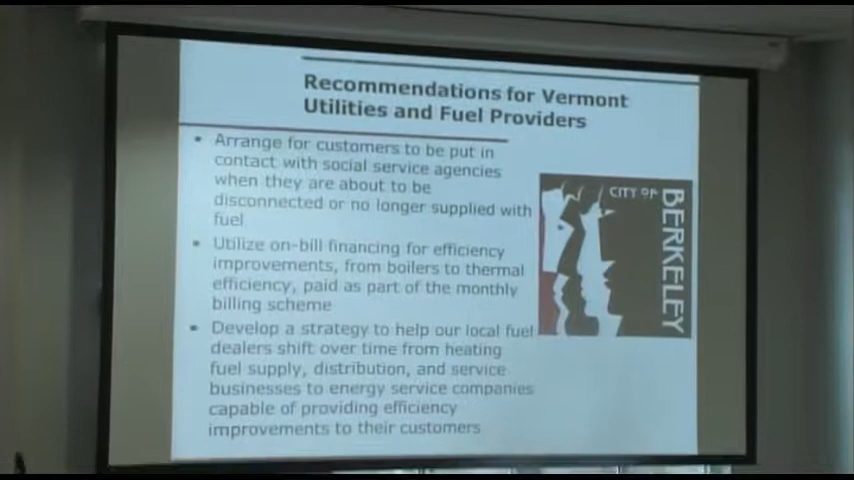 Recommendations for Vermont
Utilities and Fuel Providers
• Arrange for customers to be put in
contact with social service agencies
when they are about to be
disconnected or no longer supplied with
fuel
• Utilize on-bill financing for efficiency
improvements, from boilers to thermal
efficiency, paid as part of the monthly
billing scheme
• Develop a strategy to help our local fuel
dealers shift over time from heating
fuel supply, distribution, and service
businesses to energy service companies
capable of providing efficiency
improvements to their customers
CITY OF
BERKELEY